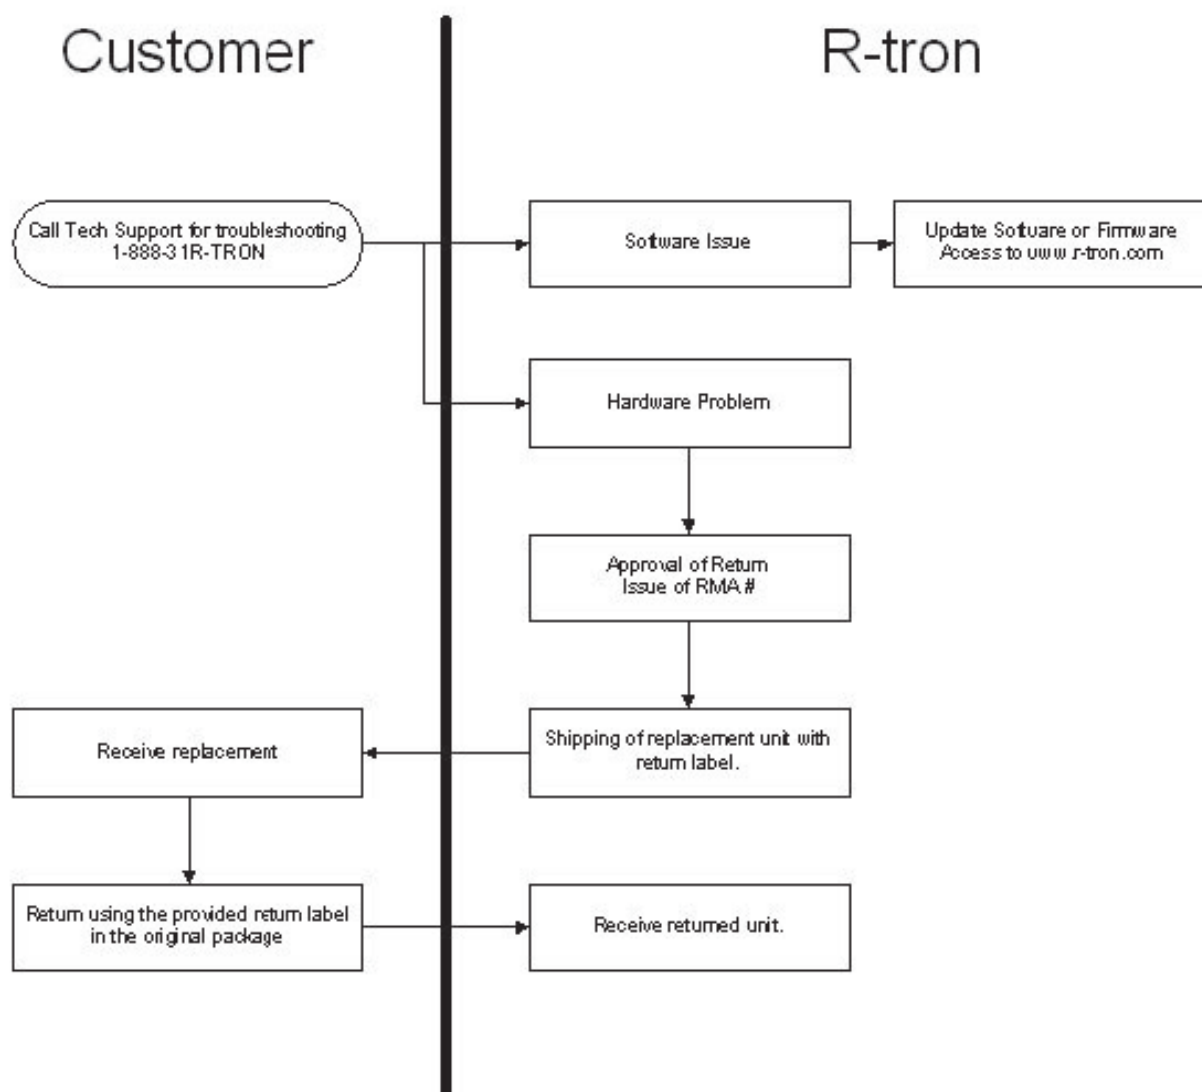 Customer
R-tron
Call Tech Support for troubleshooting
1-888-31R-TRON
Software Issue
Update Software or Firmware
Access to www.r-tron.com
Hardware Problem
Approval of Return
Issue of RMA #
Receive replacement
Shipping of replacement unit with
return label.
Return using the provided return label
in the original package
Receive returned unit.